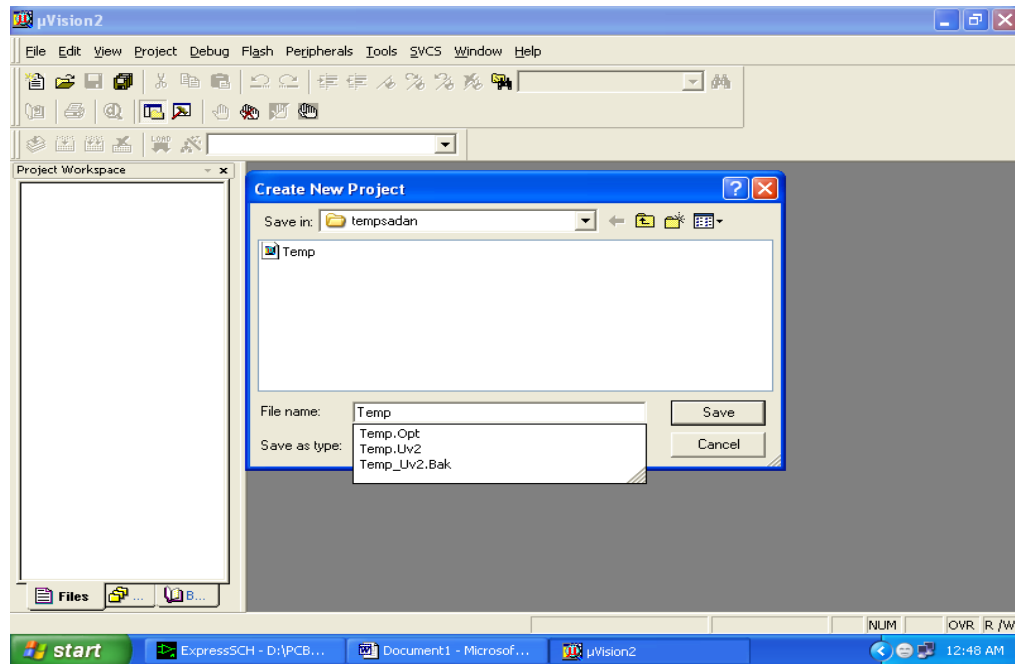 µVision2
File Edit View Project Debug Flash Peripherals Tools SVCS Window Help
LOAD
Project Workspace
Create New Project
Save in: tempsadan
Temp
File name: Temp Save
Temp.Opt
Save as type: Temp.Uv2 Cancel
Temp_Uv2.Bak
Files ... B...
NUM OVR R/W
start ExpressSCH - D:\PCB... Document1 - Microsof... µVision2 12:48 AM